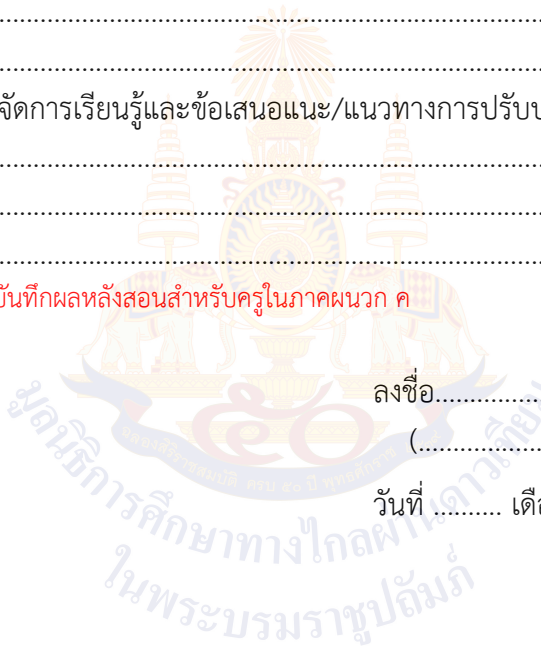 ................................................................................
................................................................................
จัดการเรียนรู้และข้อเสนอแนะ/แนวทางการปรับป
................................................................................
................................................................................
................................................................................
บันทึกผลหลังสอนสำหรับครูในภาคผนวก ค
ลงชื่อ..................
(....................
วันที่ .......... เดือ
มูลนิธิการศึกษาทางไกลผ่านดาวเทียม
ในพระบรมราชูปถัมภ์